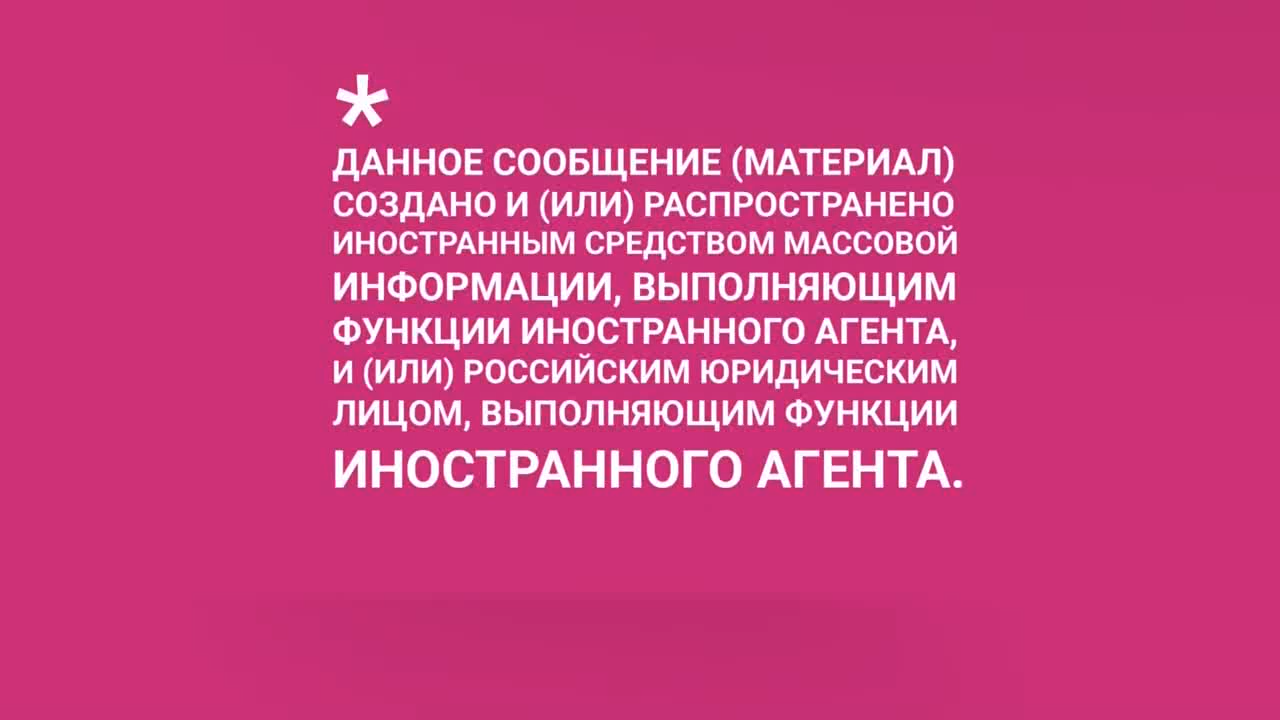 *
ДАННОЕ СООБЩЕНИЕ (МАТЕРИАЛ)
СОЗДАНО И (ИЛИ) РАСПРОСТРАНЕНО
ИНОСТРАННЫМ СРЕДСТВОМ МАССОВОЙ
ИНФОРМАЦИИ, ВЫПОЛНЯЮЩИМ
ФУНКЦИИ ИНОСТРАННОГО АГЕНТА,
И (ИЛИ) РОССИЙСКИМ ЮРИДИЧЕСКИМ
ЛИЦОМ, ВЫПОЛНЯЮЩИМ ФУНКЦИИ
ИНОСТРАННОГО АГЕНТА.